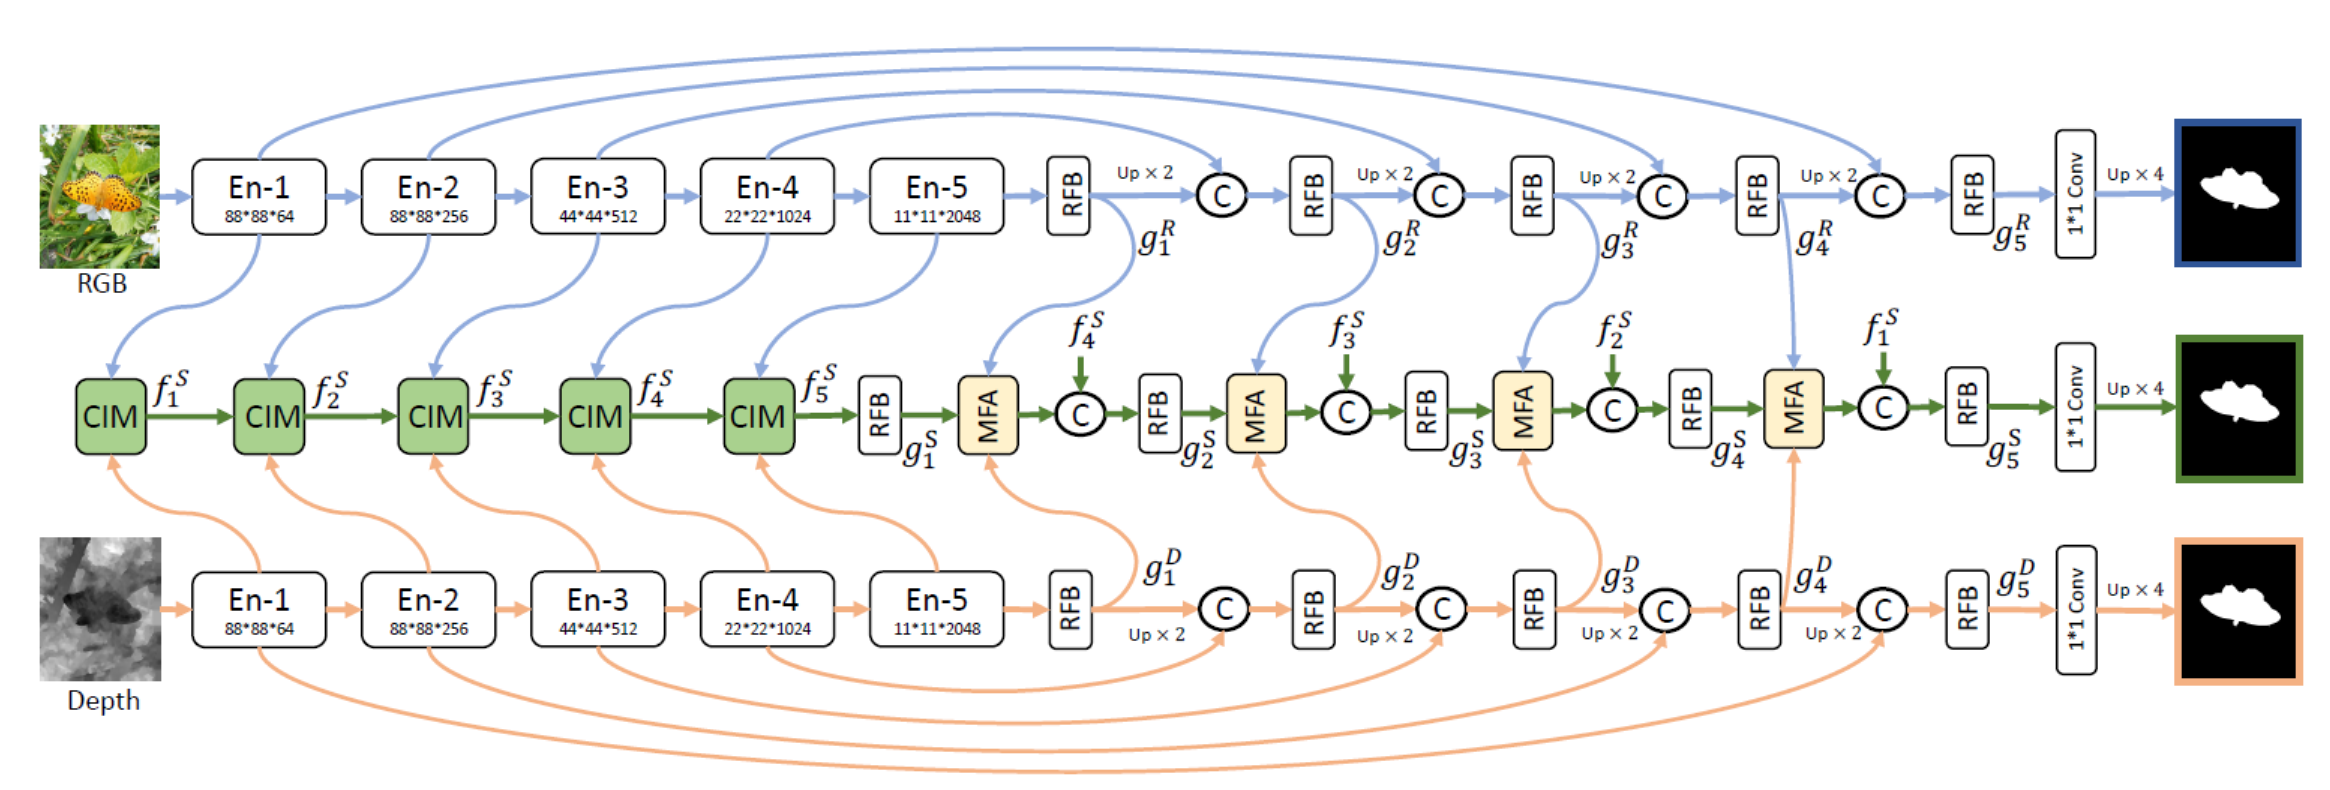 En-1 En-2 En-3 En-4 En-5
88*88*64 88*88*256 44*44*512 22*22*1024 11*11*2048
RFB Up × 2 C RFB Up × 2 C RFB Up × 2 C RFB Up × 2 C RFB 1*1 Conv Up × 4
g_1^R g_2^R g_3^R g_4^R g_5^R
RGB
f_4^S f_3^S f_2^S f_1^S
CIM f_1^S CIM f_2^S CIM f_3^S CIM f_4^S CIM f_5^S RFB MFA C RFB MFA C RFB MFA C RFB MFA C RFB 1*1 Conv Up × 4
g_1^S g_2^S g_3^S g_4^S g_5^S
g_1^D g_2^D g_3^D g_4^D g_5^D
En-1 En-2 En-3 En-4 En-5
88*88*64 88*88*256 44*44*512 22*22*1024 11*11*2048
RFB C RFB C RFB C RFB C RFB 1*1 Conv Up × 4
Up × 2 Up × 2 Up × 2 Up × 2
Depth